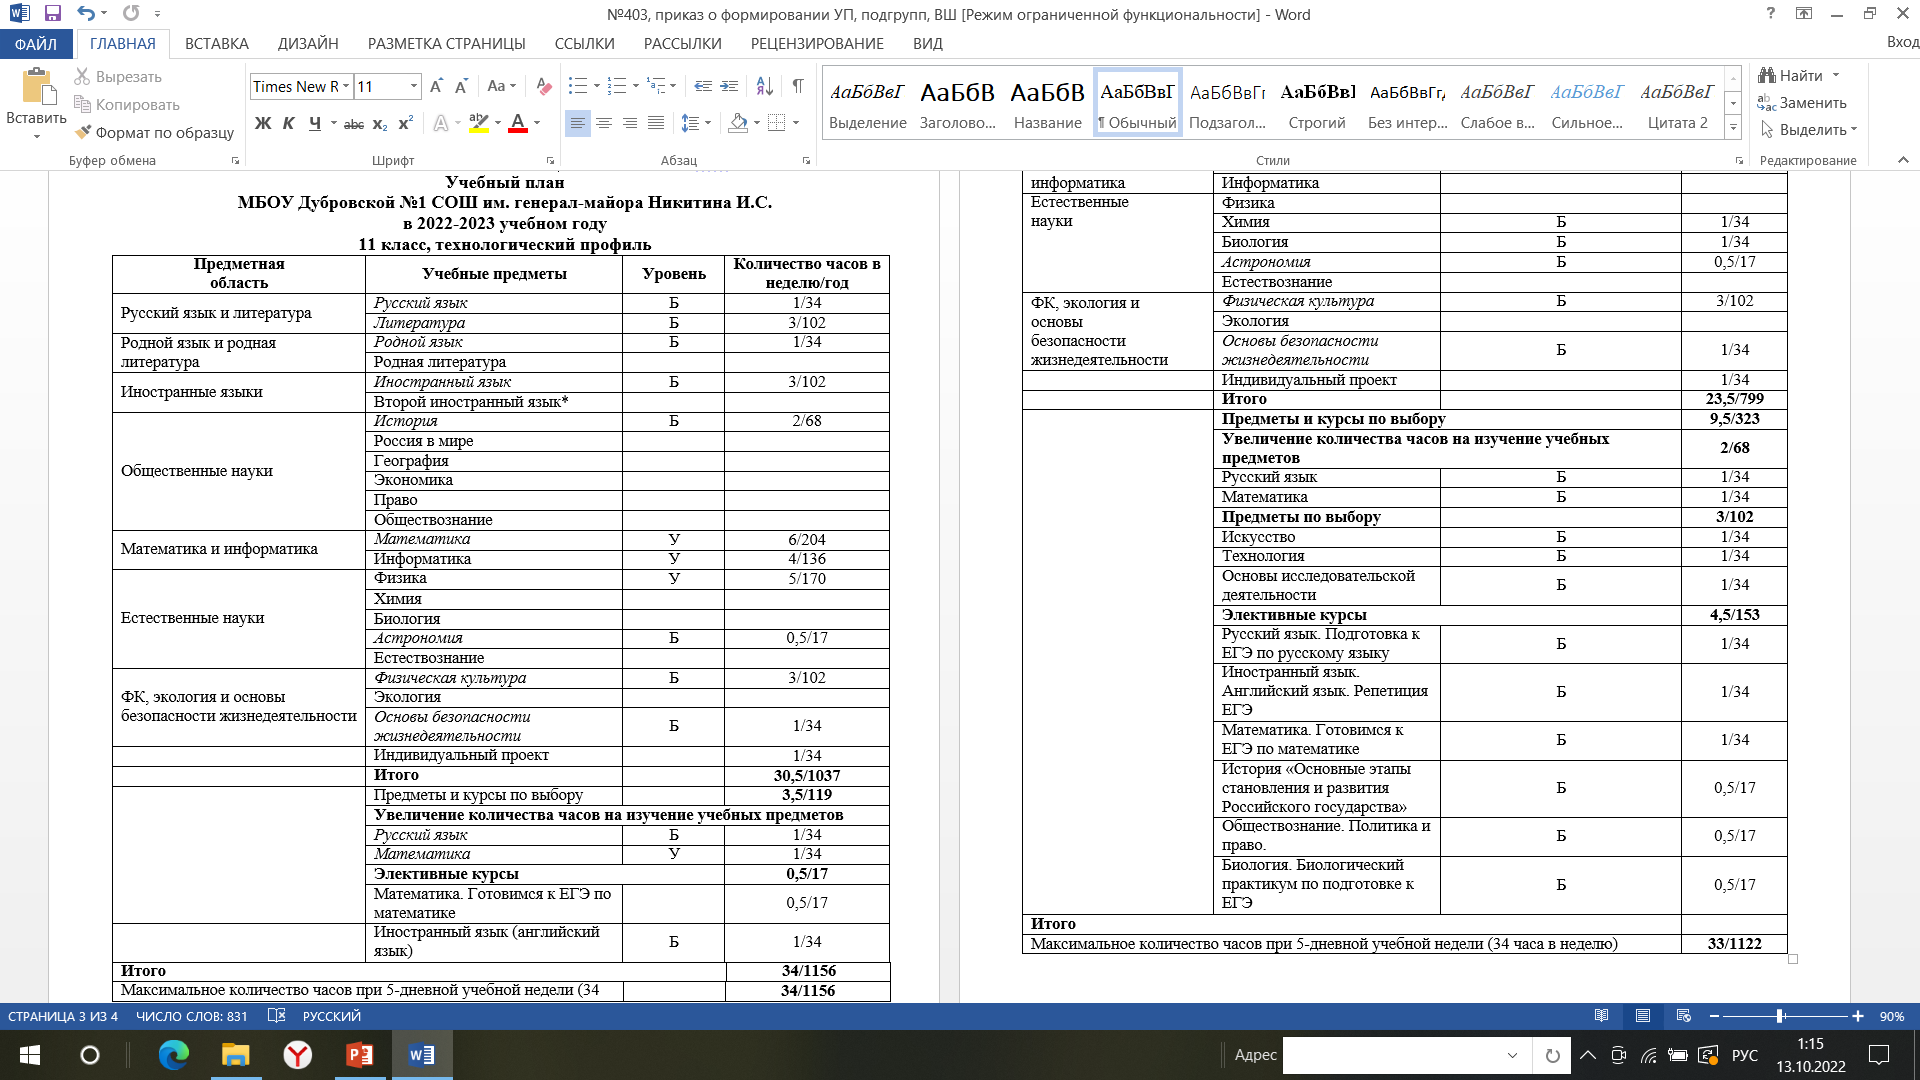 №403, приказ о формировании УП, подгрупп, ВШ [Режим ограниченной функциональности] - Word
ФАЙЛ ГЛАВНАЯ ВСТАВКА ДИЗАЙН РАЗМЕТКА СТРАНИЦЫ ССЫЛКИ РАССЫЛКИ РЕЦЕНЗИРОВАНИЕ ВИД Вход
Вставить
Вырезать
Копировать
Формат по образцу
Буфер обмена
Times New R 11
Ж К Ч abc x₂ x²
Шрифт
Абзац
АаБбВвГ АаБбВ АаБбВ АаБбВвГ АаБбВвГг АаБбВвІ АаБбВвГг, АаБбВвГ АаБбВвГ АаБбВвГ
Выделение Заголово... Название ¶ Обычный Подзагол... Строгий Без интер... Слабое в... Сильное... Цитата 2
Стили
Найти
Заменить
Выделить
Редактирование
Учебный план
МБОУ Дубровской №1 СОШ им. генерал-майора Никитина И.С.
в 2022-2023 учебном году
11 класс, технологический профиль
Предметная область Учебные предметы Уровень Количество часов в неделю/год
Русский язык и литература Русский язык Б 1/34
Литература Б 3/102
Родной язык и родная литература Родной язык Б 1/34
Родная литература
Иностранные языки Иностранный язык Б 3/102
Второй иностранный язык*
Общественные науки История Б 2/68
Россия в мире
География
Экономика
Право
Обществознание
Математика и информатика Математика У 6/204
Информатика У 4/136
Естественные науки Физика У 5/170
Химия
Биология
Астрономия Б 0,5/17
Естествознание
ФК, экология и основы безопасности жизнедеятельности Физическая культура Б 3/102
Экология
Основы безопасности жизнедеятельности Б 1/34
Индивидуальный проект 1/34
Итого 30,5/1037
Предметы и курсы по выбору 3,5/119
Увеличение количества часов на изучение учебных предметов
Русский язык Б 1/34
Математика У 1/34
Элективные курсы 0,5/17
Математика. Готовимся к ЕГЭ по математике 0,5/17
Иностранный язык (английский язык) Б 1/34
Итого 34/1156
Максимальное количество часов при 5-дневной учебной недели (34 34/1156
информатика Информатика
Естественные науки Физика
Химия Б 1/34
Биология Б 1/34
Астрономия Б 0,5/17
Естествознание
ФК, экология и основы безопасности жизнедеятельности Физическая культура Б 3/102
Экология
Основы безопасности жизнедеятельности Б 1/34
Индивидуальный проект 1/34
Итого 23,5/799
Предметы и курсы по выбору 9,5/323
Увеличение количества часов на изучение учебных предметов 2/68
Русский язык Б 1/34
Математика Б 1/34
Предметы по выбору 3/102
Искусство Б 1/34
Технология Б 1/34
Основы исследовательской деятельности Б 1/34
Элективные курсы 4,5/153
Русский язык. Подготовка к ЕГЭ по русскому языку Б 1/34
Иностранный язык. Английский язык. Репетиция ЕГЭ Б 1/34
Математика. Готовимся к ЕГЭ по математике Б 1/34
История «Основные этапы становления и развития Российского государства» Б 0,5/17
Обществознание. Политика и право. Б 0,5/17
Биология. Биологический практикум по подготовке к ЕГЭ Б 0,5/17
Итого
Максимальное количество часов при 5-дневной учебной недели (34 часа в неделю) 33/1122
СТРАНИЦА 3 ИЗ 4 ЧИСЛО СЛОВ: 831 РУССКИЙ 90%
Адрес РУС 1:15
13.10.2022